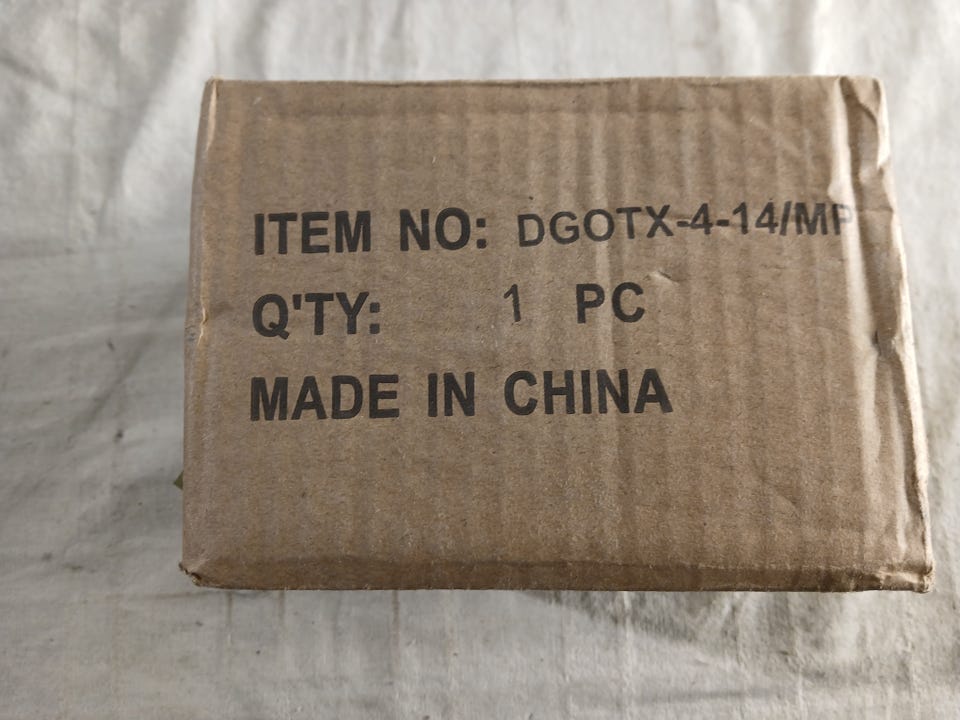 ITEM NO: DGOTX-4-14/MP
Q'TY: 1 PC
MADE IN CHINA